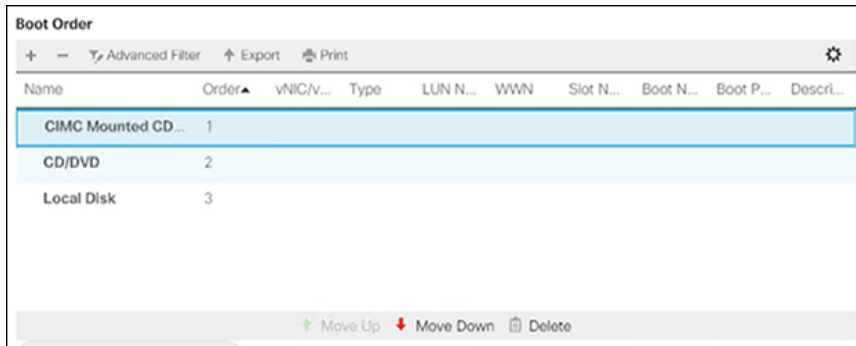 Boot Order
+ − Advanced Filter Export Print
Name Order vNIC/v... Type LUN N... WWN Slot N... Boot N... Boot P... Descri...
CIMC Mounted CD... 1
CD/DVD 2
Local Disk 3
Move Up Move Down Delete